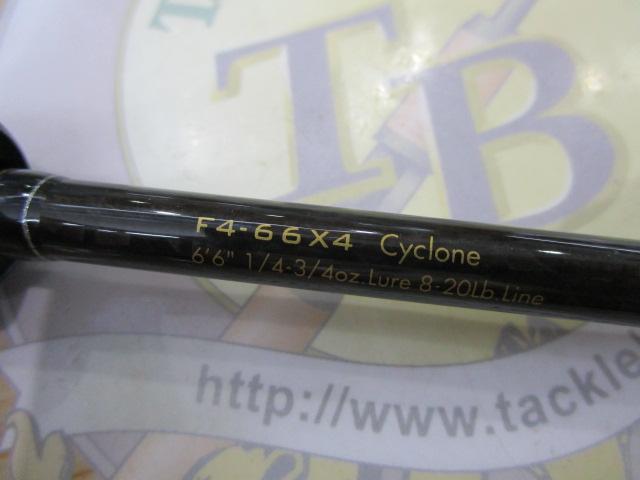 TB
F4-66X4 Cyclone
6'6" 1/4-3/4oz.Lure 8-20Lb.Line
http://www.tackle